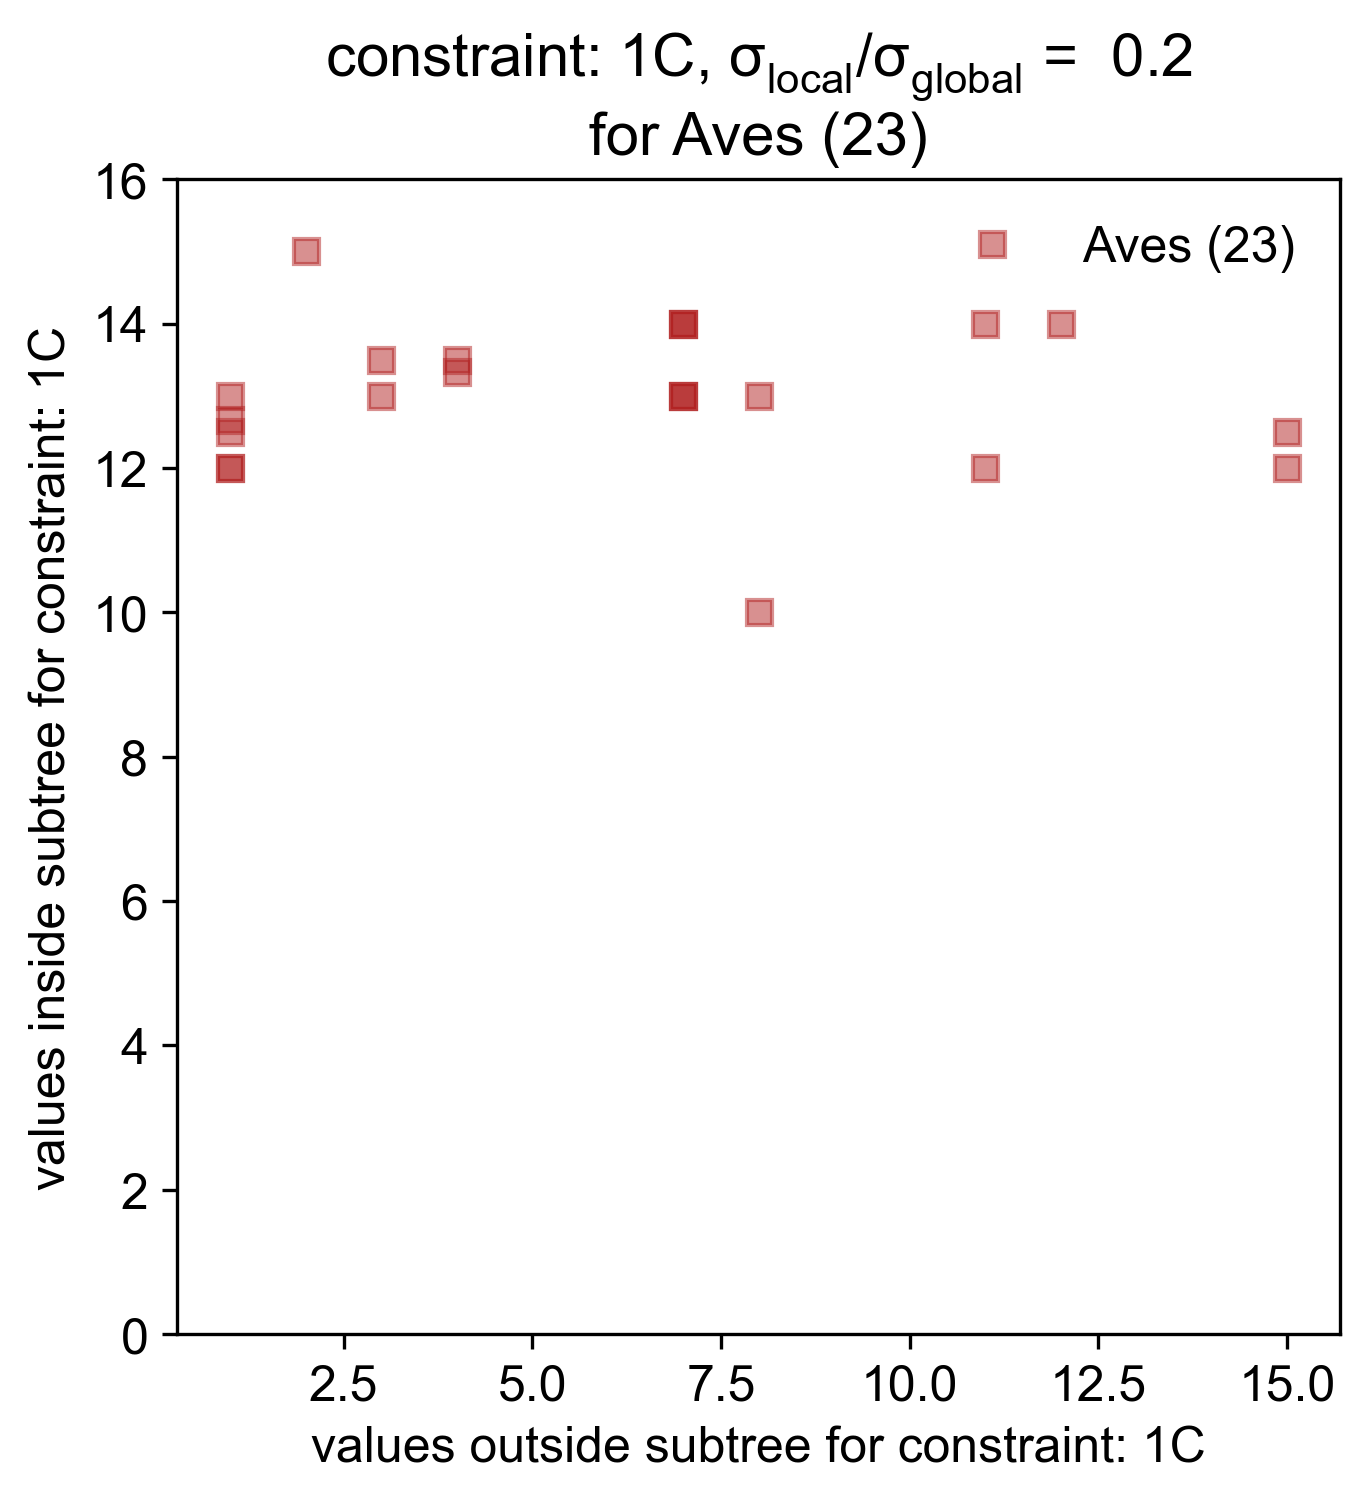 constraint: 1C, σlocal/σglobal = 0.2
for Aves (23)
Aves (23)
values inside subtree for constraint: 1C
16
14
12
10
8
6
4
2
0
2.5 5.0 7.5 10.0 12.5 15.0
values outside subtree for constraint: 1C